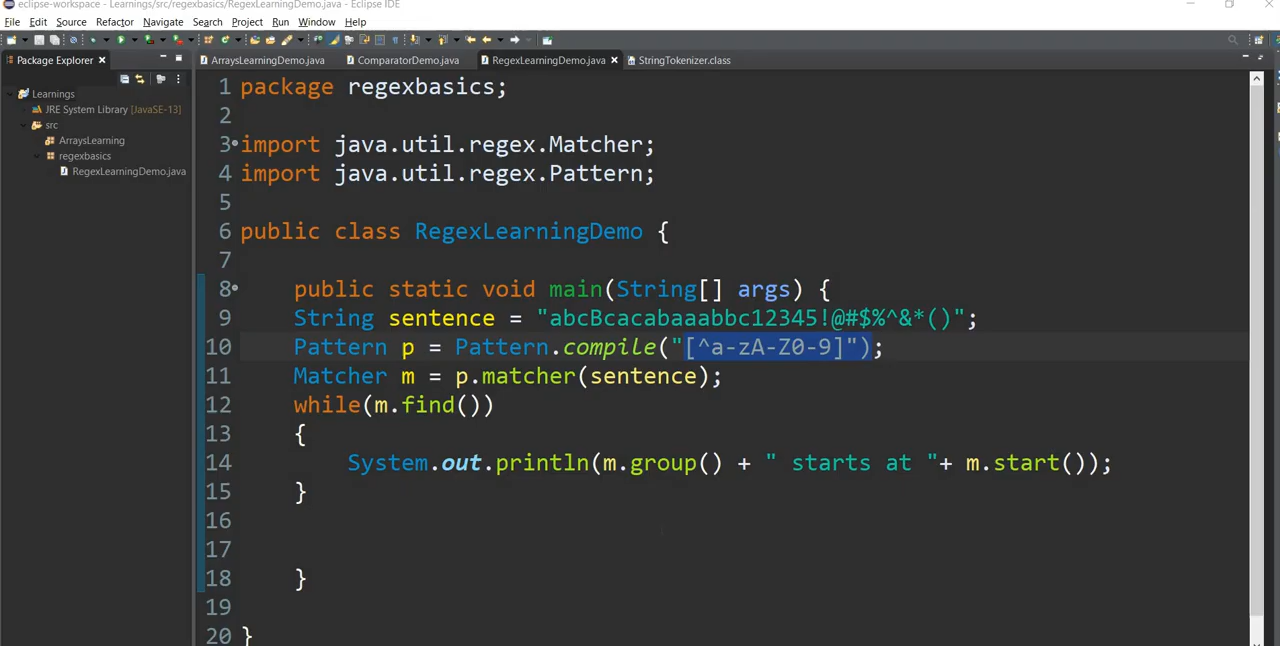 eclipse-workspace - Learnings/src/regexbasics/RegexLearningDemo.java - Eclipse IDE
File Edit Source Refactor Navigate Search Project Run Window Help
Package Explorer
ArraysLearningDemo.java ComparatorDemo.java RegexLearningDemo.java StringTokenizer.class
Learnings
JRE System Library [JavaSE-13]
src
ArraysLearning
regexbasics
RegexLearningDemo.java
1 package regexbasics;
2
3 import java.util.regex.Matcher;
4 import java.util.regex.Pattern;
5
6 public class RegexLearningDemo {
7
8 public static void main(String[] args) {
9 String sentence = "abcBcacabaaabbc12345!@#$%^&*()";
10 Pattern p = Pattern.compile("[^a-zA-Z0-9]");
11 Matcher m = p.matcher(sentence);
12 while(m.find())
13 {
14 System.out.println(m.group() + " starts at "+ m.start());
15 }
16
17
18 }
19
20 }